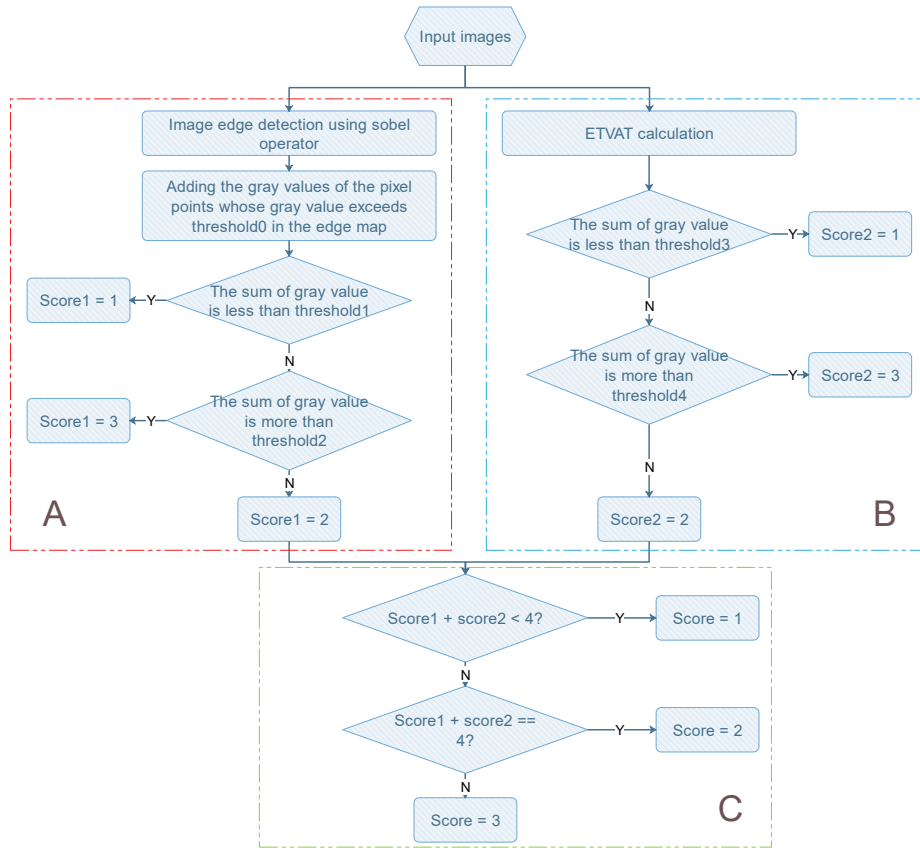 Input images
Image edge detection using sobel
operator
Adding the gray values of the pixel
points whose gray value exceeds
threshold0 in the edge map
The sum of gray value
is less than threshold1
Y
Score1 = 1
N
The sum of gray value
is more than
threshold2
Y
Score1 = 3
N
Score1 = 2
A
ETVAT calculation
The sum of gray value
is less than threshold3
Y
Score2 = 1
N
The sum of gray value
is more than
threshold4
Y
Score2 = 3
N
Score2 = 2
B
Score1 + score2 < 4?
Y
Score = 1
N
Score1 + score2 ==
4?
Y
Score = 2
N
Score = 3
C